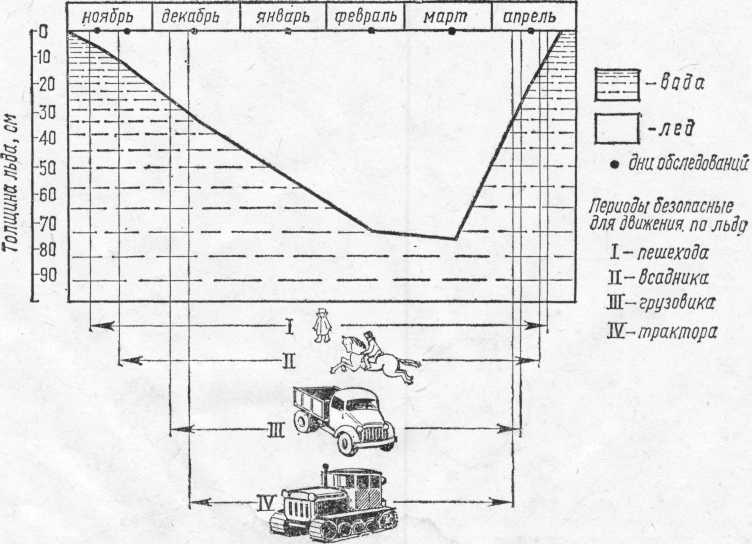 ноябрь декабрь январь февраль март апрель
Толщина льда, см
0
-10
-20
-30
-40
-50
-60
-70
-80
-90
-вода
-лед
дни обследований
Периоды безопасные
для движения по льду
I-пешехода
II-всадника
III-грузовика
IV-трактора
I
II
III
IV